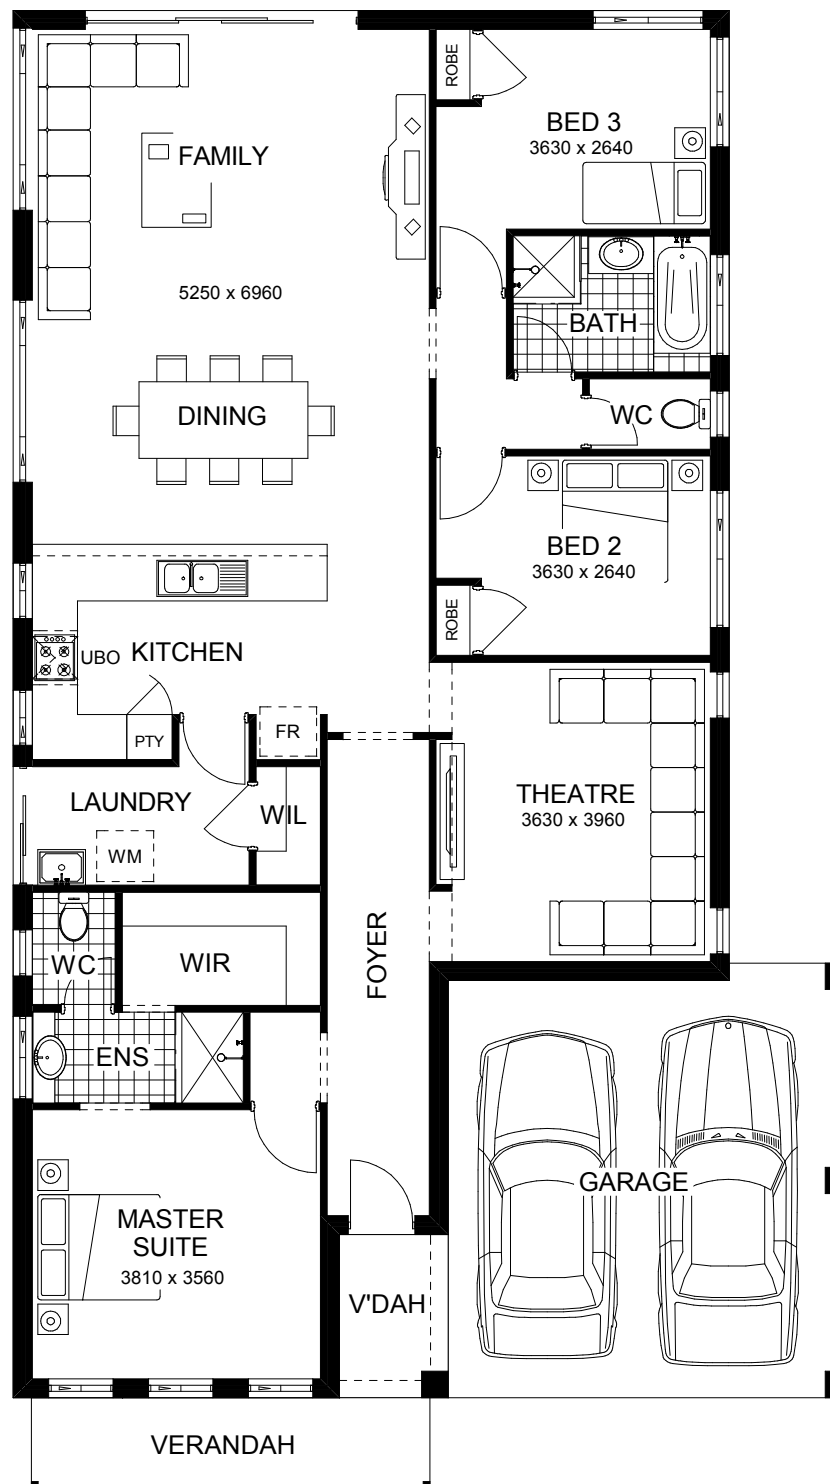 ROBE
BED 3
3630 x 2640
FAMILY
5250 x 6960
BATH
DINING
WC
BED 2
3630 x 2640
ROBE
UBO
KITCHEN
PTY
FR
LAUNDRY
WIL
WM
THEATRE
3630 x 3960
WC
WIR
FOYER
ENS
GARAGE
MASTER
SUITE
3810 x 3560
V'DAH
VERANDAH